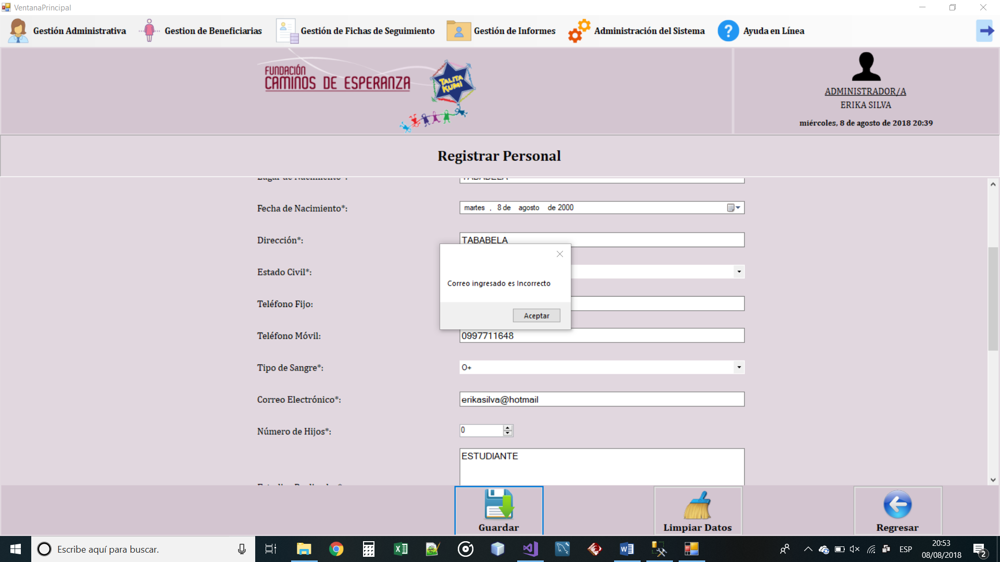 VentanaPrincipal
Gestión Administrativa
Gestion de Beneficiarias
Gestión de Fichas de Seguimiento
Gestión de Informes
Administración del Sistema
Ayuda en Línea
FUNDACIÓN
CAMINOS DE ESPERANZA
TALITA
KUMI
ADMINISTRADOR/A
ERIKA SILVA
miércoles, 8 de agosto de 2018 20:39
Registrar Personal
Fecha de Nacimiento*:
martes , 8 de agosto de 2000
Dirección*:
TABABELA
Estado Civil*:
Correo ingresado es Incorrecto
Aceptar
Teléfono Fijo:
Teléfono Móvil:
0997711648
Tipo de Sangre*:
O+
Correo Electrónico*:
erikasilva@hotmail
Número de Hijos*:
0
ESTUDIANTE
Guardar
Limpiar Datos
Regresar
Escribe aquí para buscar.
ESP
20:53
08/08/2018
2